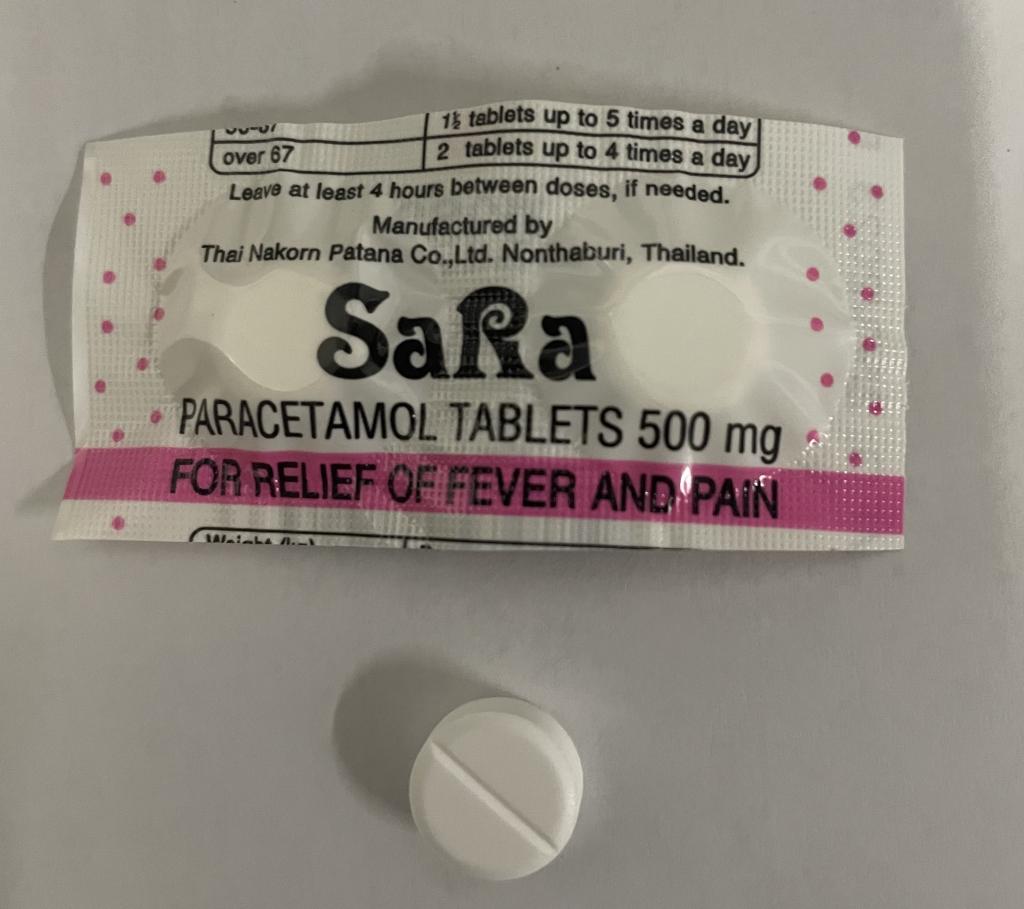 1½ tablets up to 5 times a day
over 67 2 tablets up to 4 times a day
Leave at least 4 hours between doses, if needed.
Manufactured by
Thai Nakorn Patana Co.,Ltd. Nonthaburi, Thailand.
SaRa
PARACETAMOL TABLETS 500 mg
FOR RELIEF OF FEVER AND PAIN